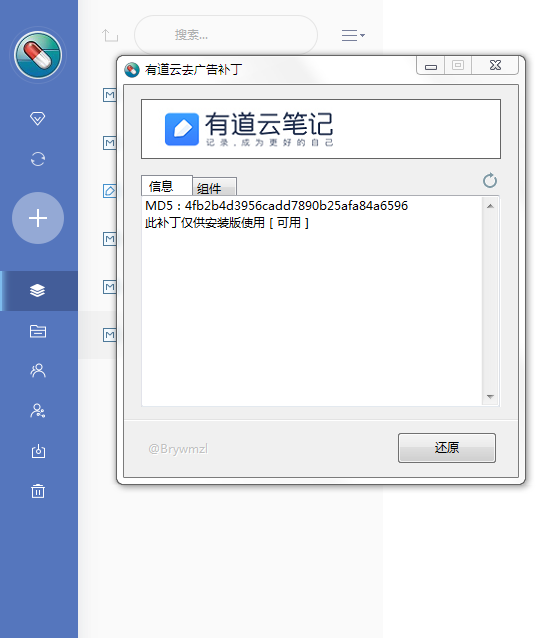 搜索...
有道云去广告补丁
有道云笔记
记录,成为更好的自己
信息
组件
MD5：4fb2b4d3956cadd7890b25afa84a6596
此补丁仅供安装版使用 [ 可用 ]
@Brywmzl
还原